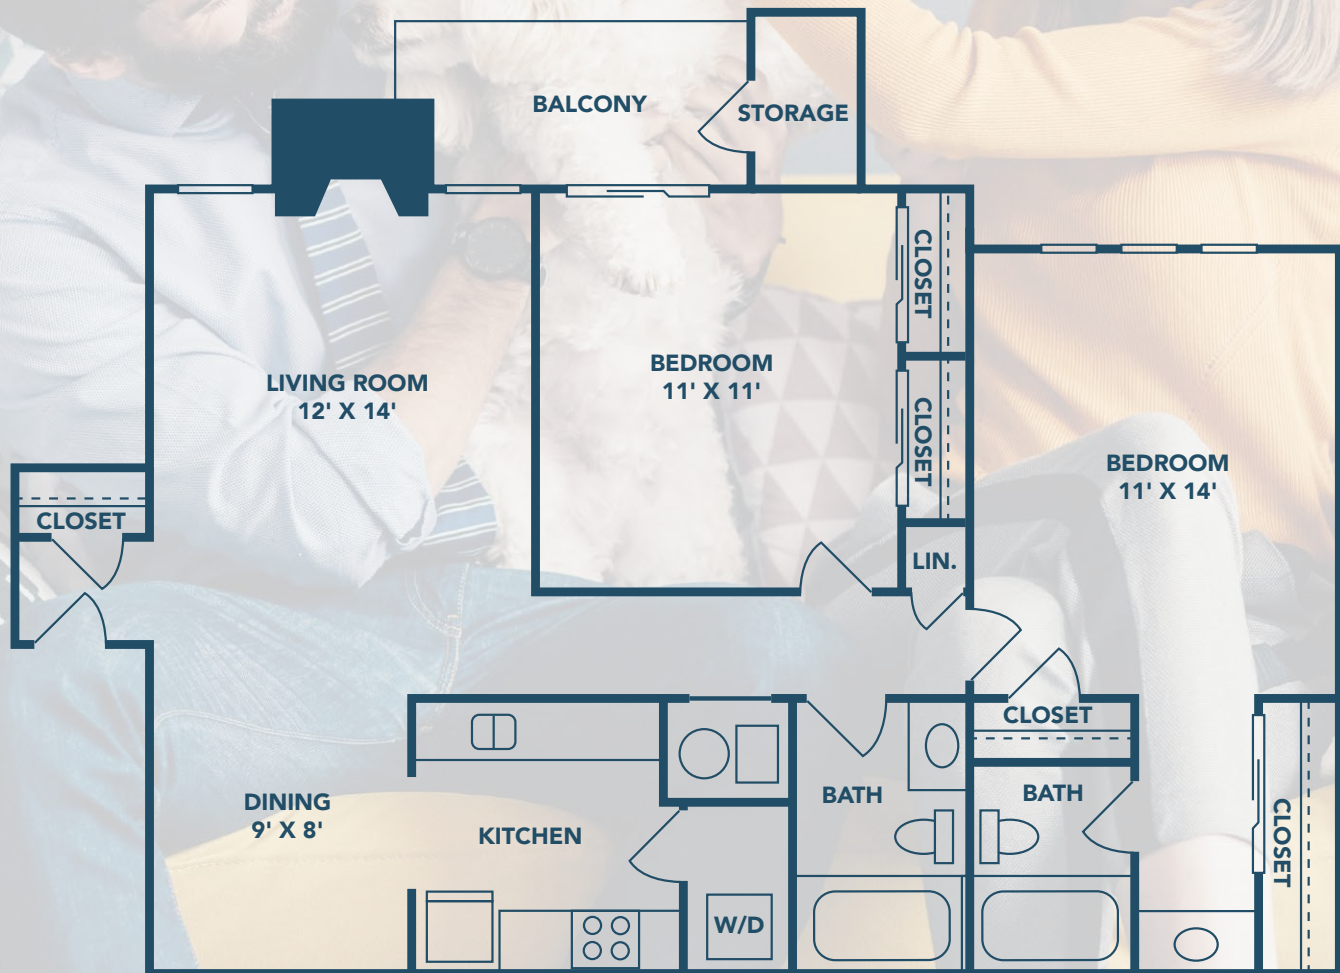 BALCONY
STORAGE
CLOSET
LIVING ROOM
12' X 14'
BEDROOM
11' X 11'
CLOSET
BEDROOM
11' X 14'
CLOSET
LIN.
CLOSET
DINING
9' X 8'
KITCHEN
BATH
BATH
CLOSET
W/D